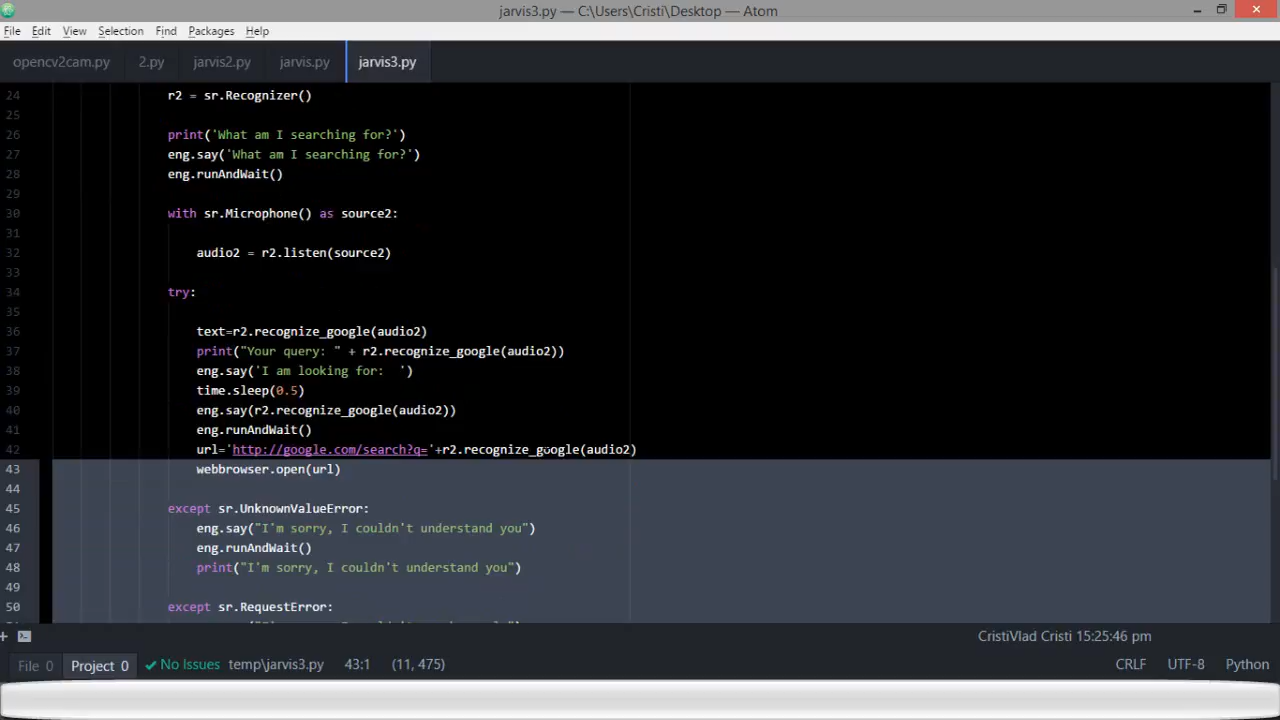 jarvis3.py — C:\Users\Cristi\Desktop — Atom
File Edit View Selection Find Packages Help
opencv2cam.py 2.py jarvis2.py jarvis.py jarvis3.py
24 r2 = sr.Recognizer()
25
26 print('What am I searching for?')
27 eng.say('What am I searching for?')
28 eng.runAndWait()
29
30 with sr.Microphone() as source2:
31
32 audio2 = r2.listen(source2)
33
34 try:
35
36 text=r2.recognize_google(audio2)
37 print("Your query: " + r2.recognize_google(audio2))
38 eng.say('I am looking for:  ')
39 time.sleep(0.5)
40 eng.say(r2.recognize_google(audio2))
41 eng.runAndWait()
42 url='http://google.com/search?q='+r2.recognize_google(audio2)
43 webbrowser.open(url)
44
45 except sr.UnknownValueError:
46 eng.say("I'm sorry, I couldn't understand you")
47 eng.runAndWait()
48 print("I'm sorry, I couldn't understand you")
49
50 except sr.RequestError:
CristiVlad Cristi 15:25:46 pm
File 0 Project 0 No Issues temp\jarvis3.py 43:1 (11, 475) CRLF UTF-8 Python